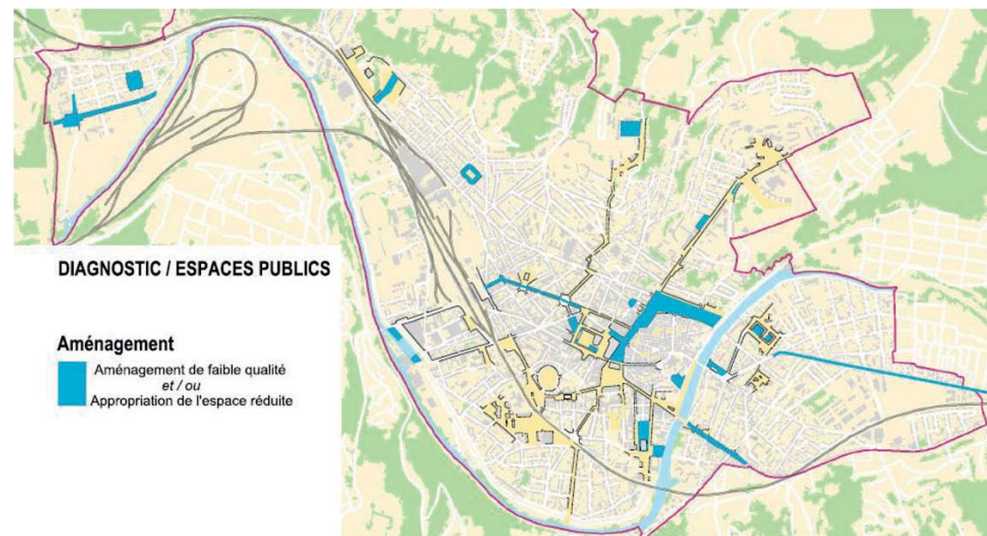 DIAGNOSTIC / ESPACES PUBLICS
Aménagement
Aménagement de faible qualité
et / ou
Appropriation de l'espace réduite